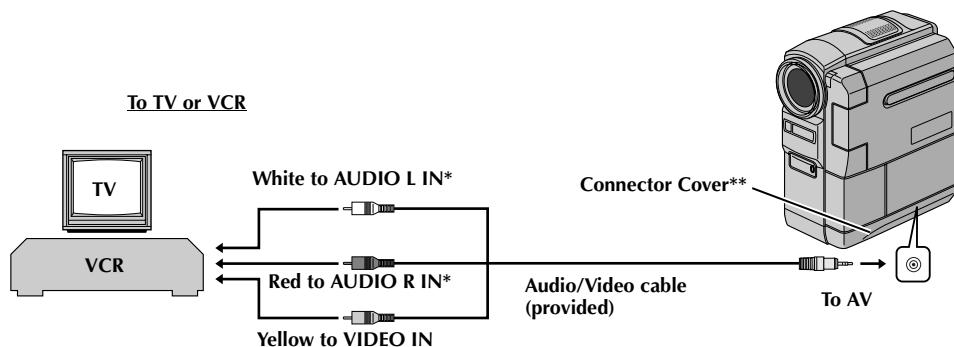 To TV or VCR
TV
VCR
White to AUDIO L IN*
Red to AUDIO R IN*
Yellow to VIDEO IN
Audio/Video cable
(provided)
Connector Cover**
To AV